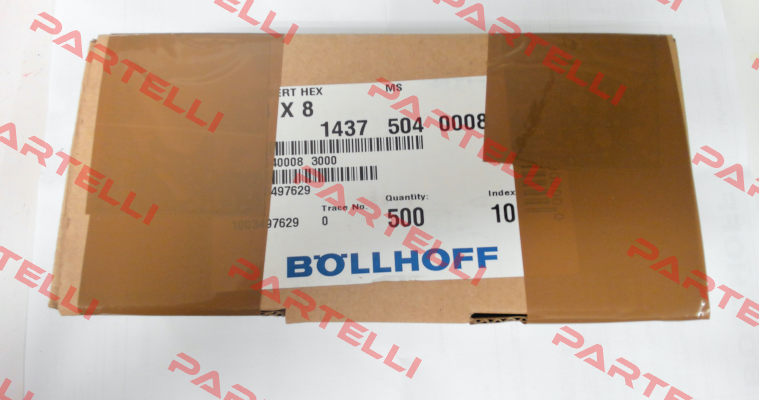 ERT HEX MS
X 8
1437 504 0008
40008 3000
497629
Trace No. Quantity: Index
1003497629 0 500 10
BÖLLHOFF
PARTELLI
PARTELLI
PARTELLI
PARTELLI
PARTELLI
PARTELLI
PARTELLI
PARTELLI
PARTELLI
PARTELLI